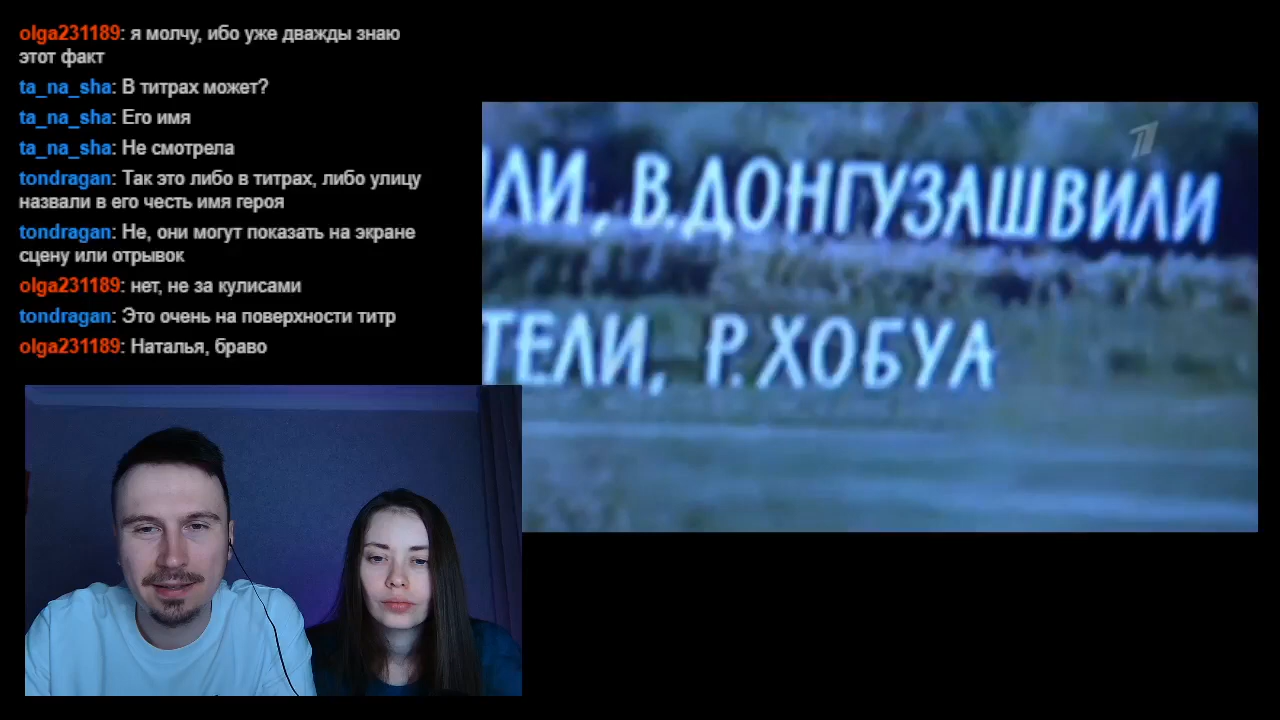 olga231189: я молчу, ибо уже дважды знаю
этот факт
ta_na_sha: В титрах может?
ta_na_sha: Его имя
ta_na_sha: Не смотрела
tondragan: Так это либо в титрах, либо улицу
назвали в его честь имя героя
tondragan: Не, они могут показать на экране
сцену или отрывок
olga231189: нет, не за кулисами
tondragan: Это очень на поверхности титр
olga231189: Наталья, браво
ЛИ, В.ДОНГУЗАШВИЛИ
ТЕЛИ, Р.ХОБУА